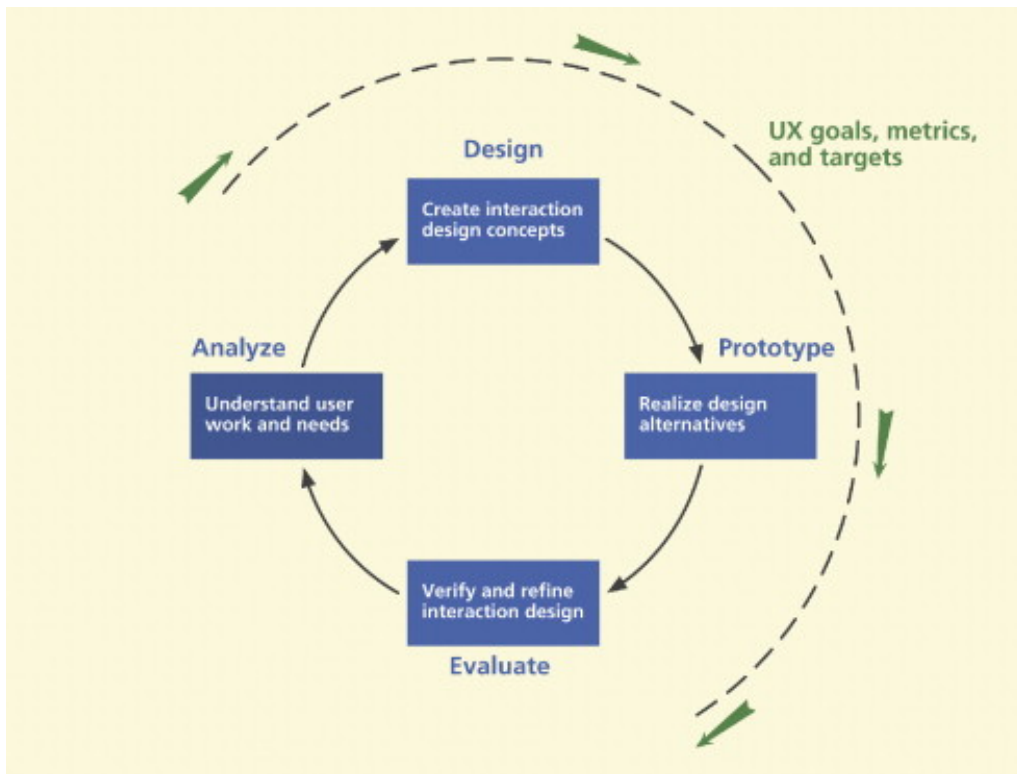 UX goals, metrics,
and targets
Design
Create interaction
design concepts
Analyze
Understand user
work and needs
Prototype
Realize design
alternatives
Verify and refine
interaction design
Evaluate